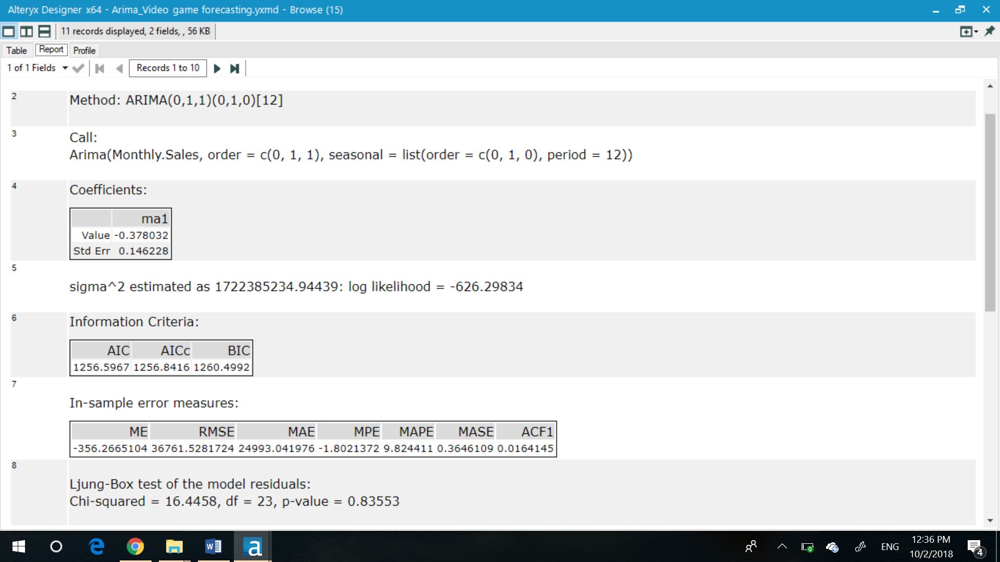 Alteryx Designer x64 - Arima_Video game forecasting.yxmd - Browse (15)
11 records displayed, 2 fields, , 56 KB
Table Report Profile
1 of 1 Fields Records 1 to 10
2 Method: ARIMA(0,1,1)(0,1,0)[12]
3 Call:
Arima(Monthly.Sales, order = c(0, 1, 1), seasonal = list(order = c(0, 1, 0), period = 12))
4 Coefficients:
ma1
Value -0.378032
Std Err 0.146228
5
sigma^2 estimated as 1722385234.94439: log likelihood = -626.29834
6 Information Criteria:
AIC AICc BIC
1256.5967 1256.8416 1260.4992
7
In-sample error measures:
ME RMSE MAE MPE MAPE MASE ACF1
-356.2665104 36761.5281724 24993.041976 -1.8021372 9.824411 0.3646109 0.0164145
8
Ljung-Box test of the model residuals:
Chi-squared = 16.4458, df = 23, p-value = 0.83553
e W a ENG 12:36 PM
10/2/2018 4